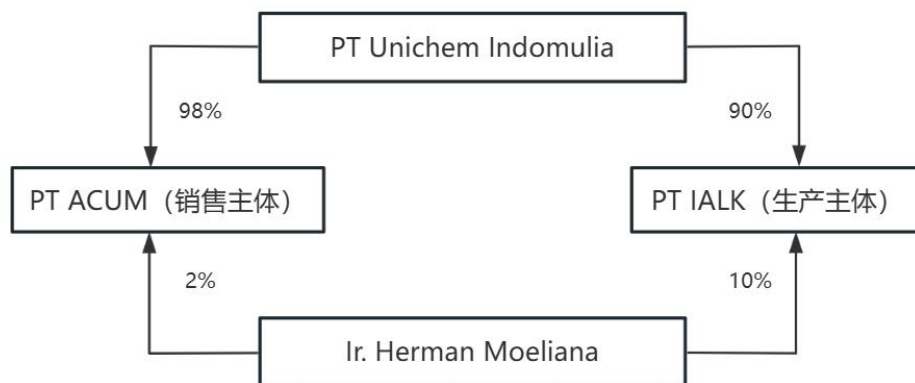 PT Unichem Indomulia
98%
90%
PT ACUM（销售主体）
PT IALK（生产主体）
2%
10%
Ir. Herman Moeliana